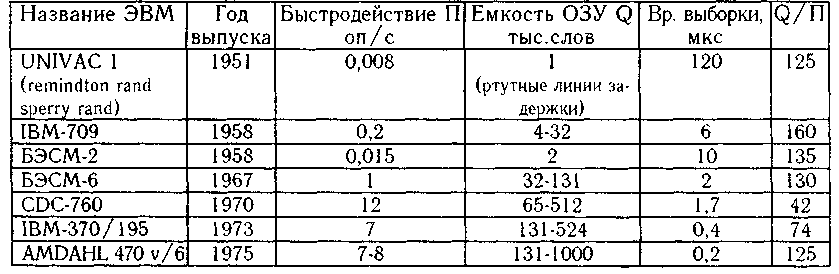 Название ЭВМ Год выпуска Быстродействие П оп/с Емкость ОЗУ Q тыс.слов Вр. выборки, мкс Q/П
UNIVAC 1 (remindton rand sperry rand) 1951 0,008 1 (ртутные линии задержки) 120 125
IBM-709 1958 0,2 4-32 6 160
БЭСМ-2 1958 0,015 2 10 135
БЭСМ-6 1967 1 32-131 2 130
CDC-760 1970 12 65-512 1,7 42
IBM-370/195 1973 7 131-524 0,4 74
AMDAHL 470 v/6 1975 7-8 131-1000 0,2 125